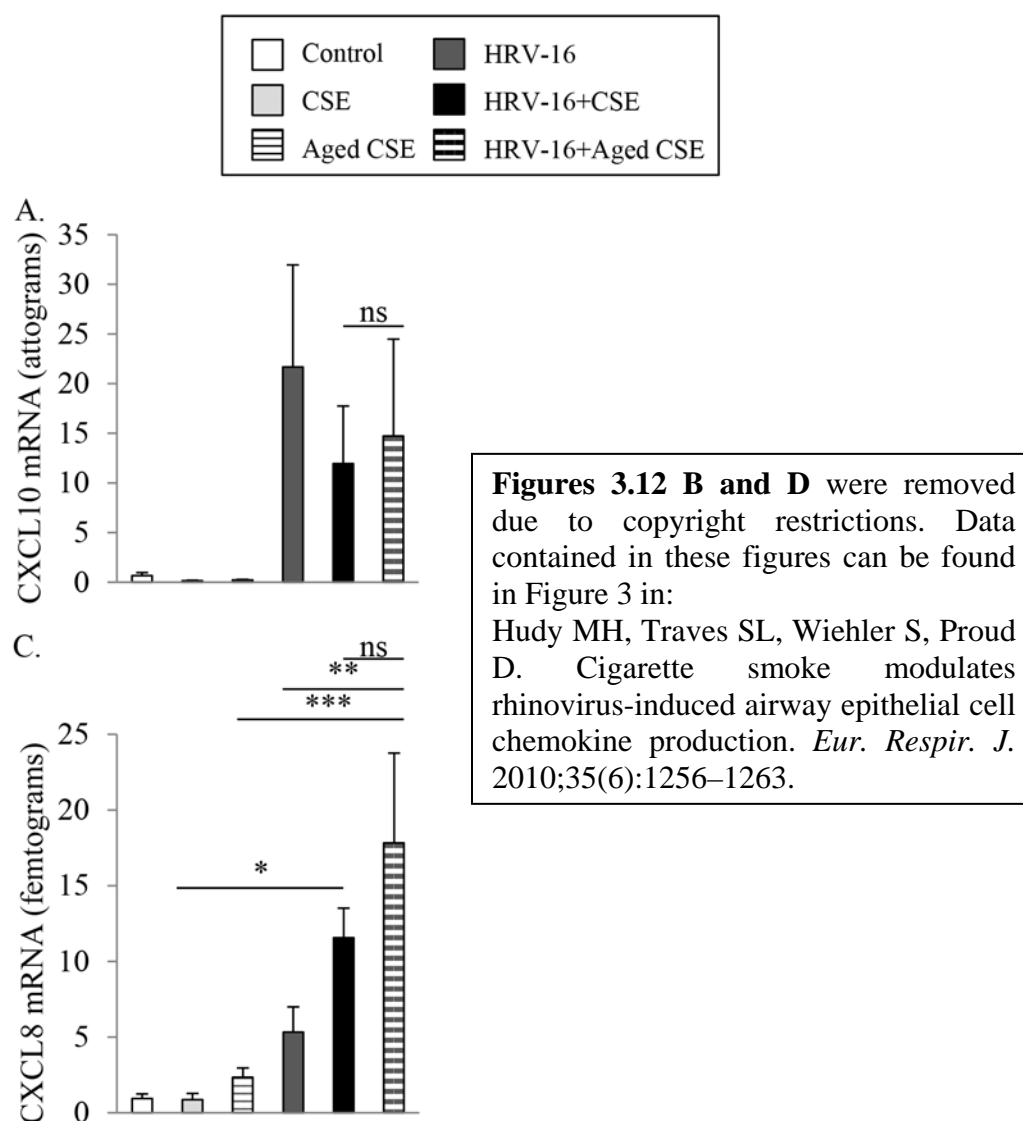 Control
HRV-16
CSE
HRV-16+CSE
Aged CSE
HRV-16+Aged CSE
A.
CXCL10 mRNA (attograms)
35
30
25
20
15
10
5
0
ns
Figures 3.12 B and D were removed
due to copyright restrictions. Data
contained in these figures can be found
in Figure 3 in:
Hudy MH, Traves SL, Wiehler S, Proud
D. Cigarette smoke modulates
rhinovirus-induced airway epithelial cell
chemokine production. Eur. Respir. J.
2010;35(6):1256–1263.
C.
CXCL8 mRNA (femtograms)
25
20
15
10
5
0
ns
**
***
*